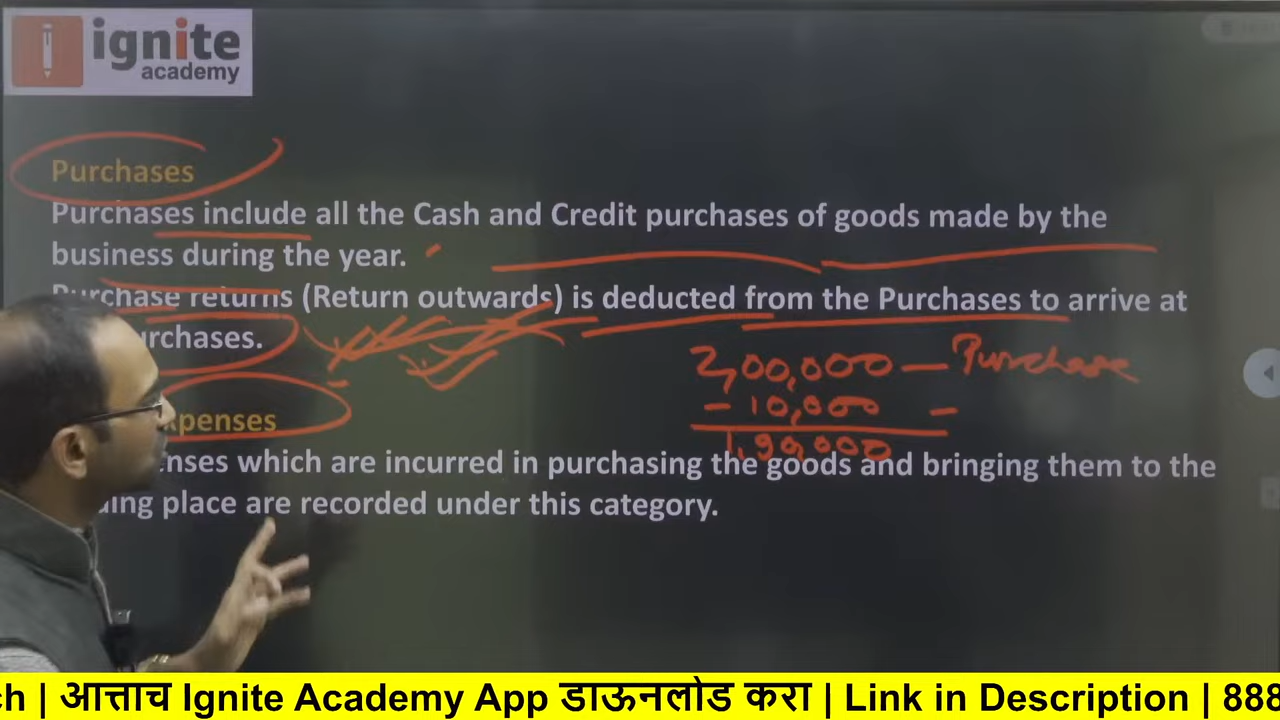 ignite
academy
Purchases
Purchases include all the Cash and Credit purchases of goods made by the
business during the year.
Purchase returns (Return outwards) is deducted from the Purchases to arrive at
urchases.
2,00,000 — Purchase
- 10,000 -
1,90,000
xpenses
enses which are incurred in purchasing the goods and bringing them to the
ding place are recorded under this category.
ch | आत्ताच Ignite Academy App डाऊनलोड करा | Link in Description | 888